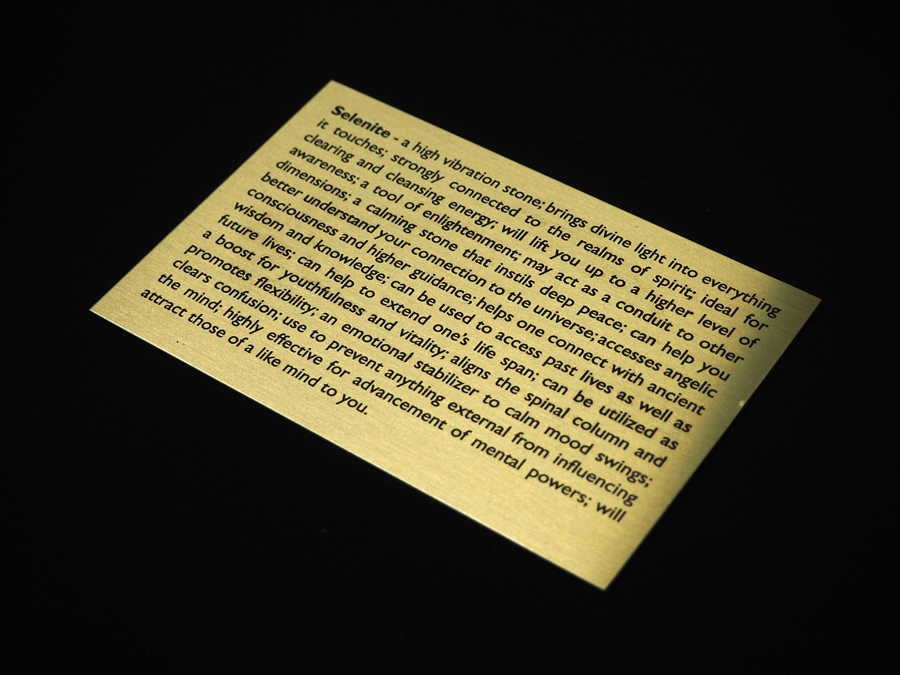 Selenite - a high vibration stone; brings divine light into everything
it touches; strongly connected to the realms of spirit; ideal for
clearing and cleansing energy; will lift you up to a higher level of
awareness; a tool of enlightenment; may act as a conduit to other
dimensions; a calming stone that instils deep peace; can help you
better understand your connection to the universe; accesses angelic
consciousness and higher guidance; helps one connect with ancient
wisdom and knowledge; can be used to access past lives as well as
future lives; can help to extend one's life span; can be utilized as
a boost for youthfulness and vitality; aligns the spinal column and
promotes flexibility; an emotional stabilizer to calm mood swings;
clears confusion; use to prevent anything external from influencing
the mind; highly effective for advancement of mental powers; will
attract those of a like mind to you.